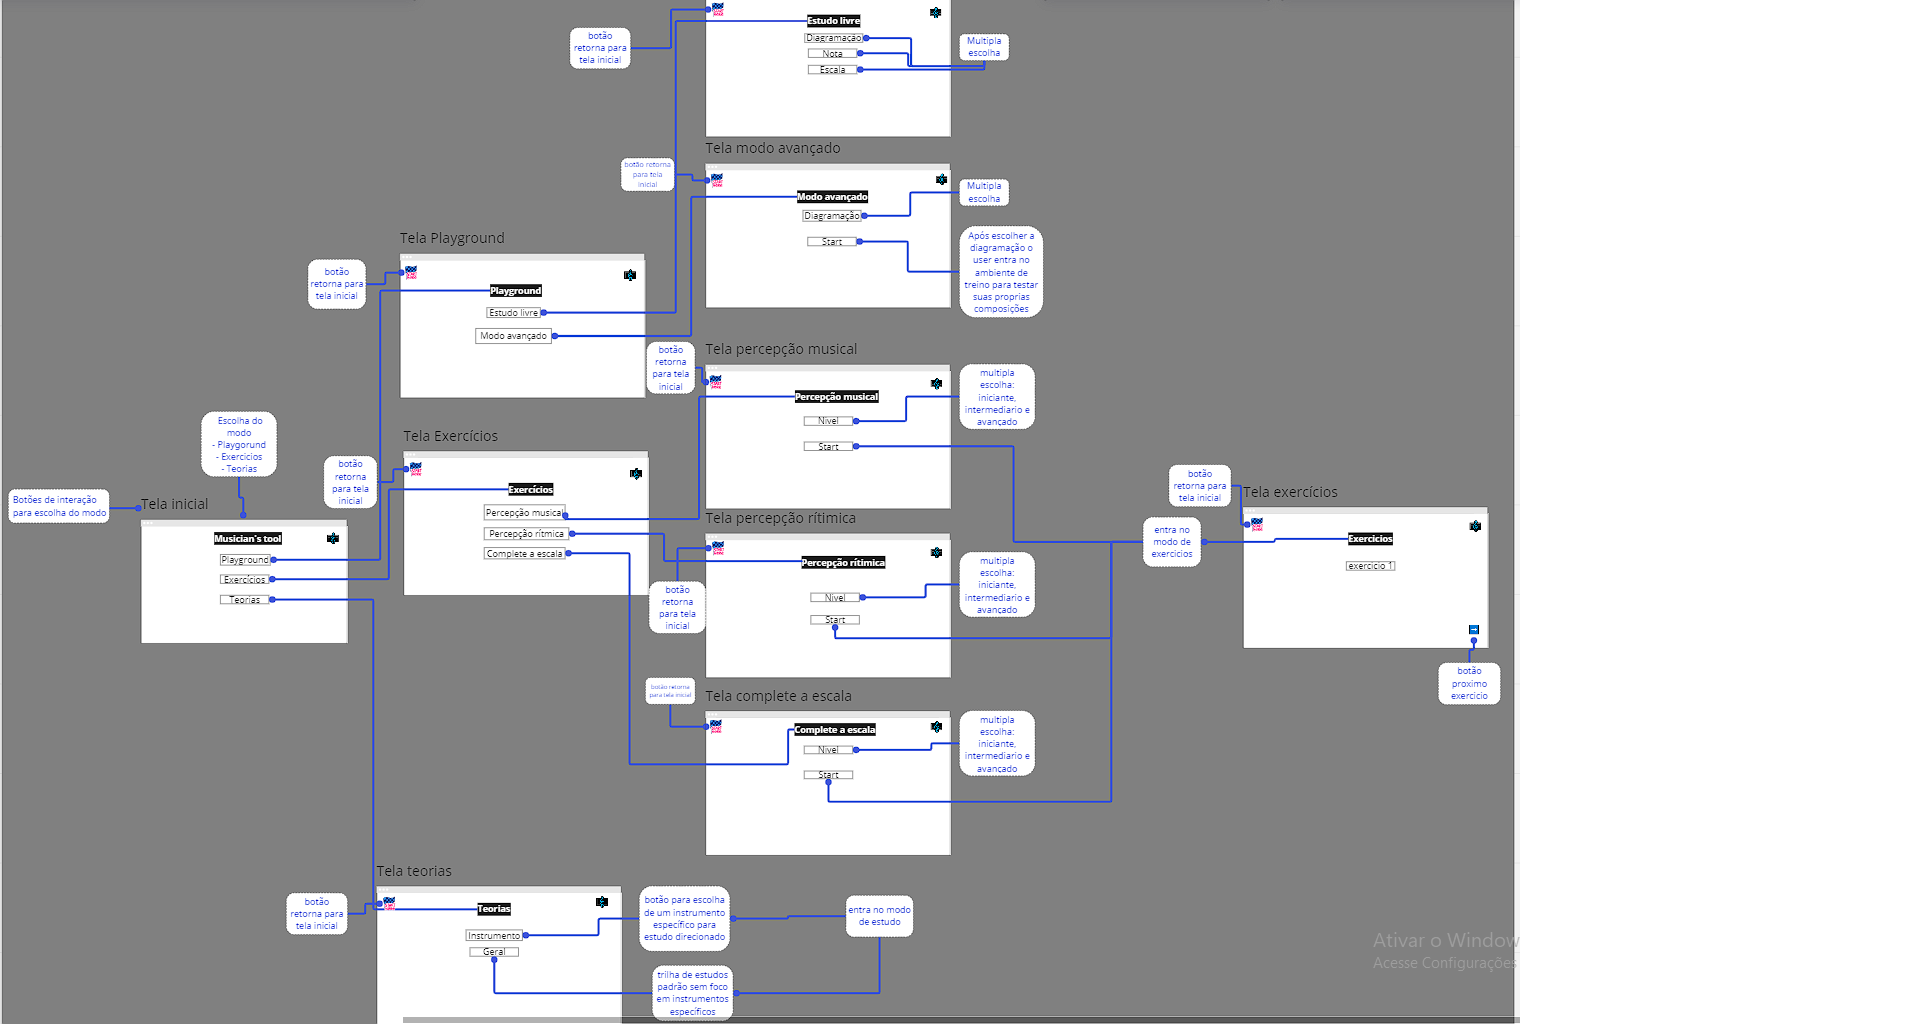 botão
retorna para
tela inicial
Estudo livre
Diagramação
Nota
Escala
Multipla
escolha
Tela modo avançado
botão retorna
para tela
inicial
Modo avançado
Diagramação
Start
Multipla
escolha
Após escolher a
diagramação o
user entra no
ambiente de
treino para testar
suas proprias
composições
Tela Playground
botão
retorna para
tela inicial
Playground
Estudo livre
Modo avançado
Tela percepção musical
botão
retorna
para tela
inicial
Percepção musical
Nivel
Start
multipla
escolha:
iniciante,
intermediario e
avançado
Escolha do
modo
- Playgorund
- Exercicios
- Teorias
Tela Exercícios
botão
retorna
para tela
inicial
Exercícios
Percepção musical
Percepção rítmica
Complete a escala
Botões de interação
para escolha do modo
Tela inicial
Musician's tool
Playground
Exercícios
Teorias
Tela percepção rítimica
botão
retorna
para tela
inicial
Percepção rítimica
Nivel
Start
multipla
escolha:
iniciante,
intermediario e
avançado
entra no
modo de
exercicios
botão
retorna para
tela inicial
Tela exercícios
Exercicios
exercicio 1
botão
proximo
exercicio
Tela complete a escala
botão retorna
para tela inicial
Complete a escala
Nivel
Start
multipla
escolha:
iniciante,
intermediario e
avançado
Tela teorias
botão
retorna para
tela inicial
Teorias
Instrumento
Geral
botão para escolha
de um instrumento
específico para
estudo direcionado
entra no modo
de estudo
trilha de estudos
padrão sem foco
em instrumentos
específicos
Ativar o Window
Acesse Configurações